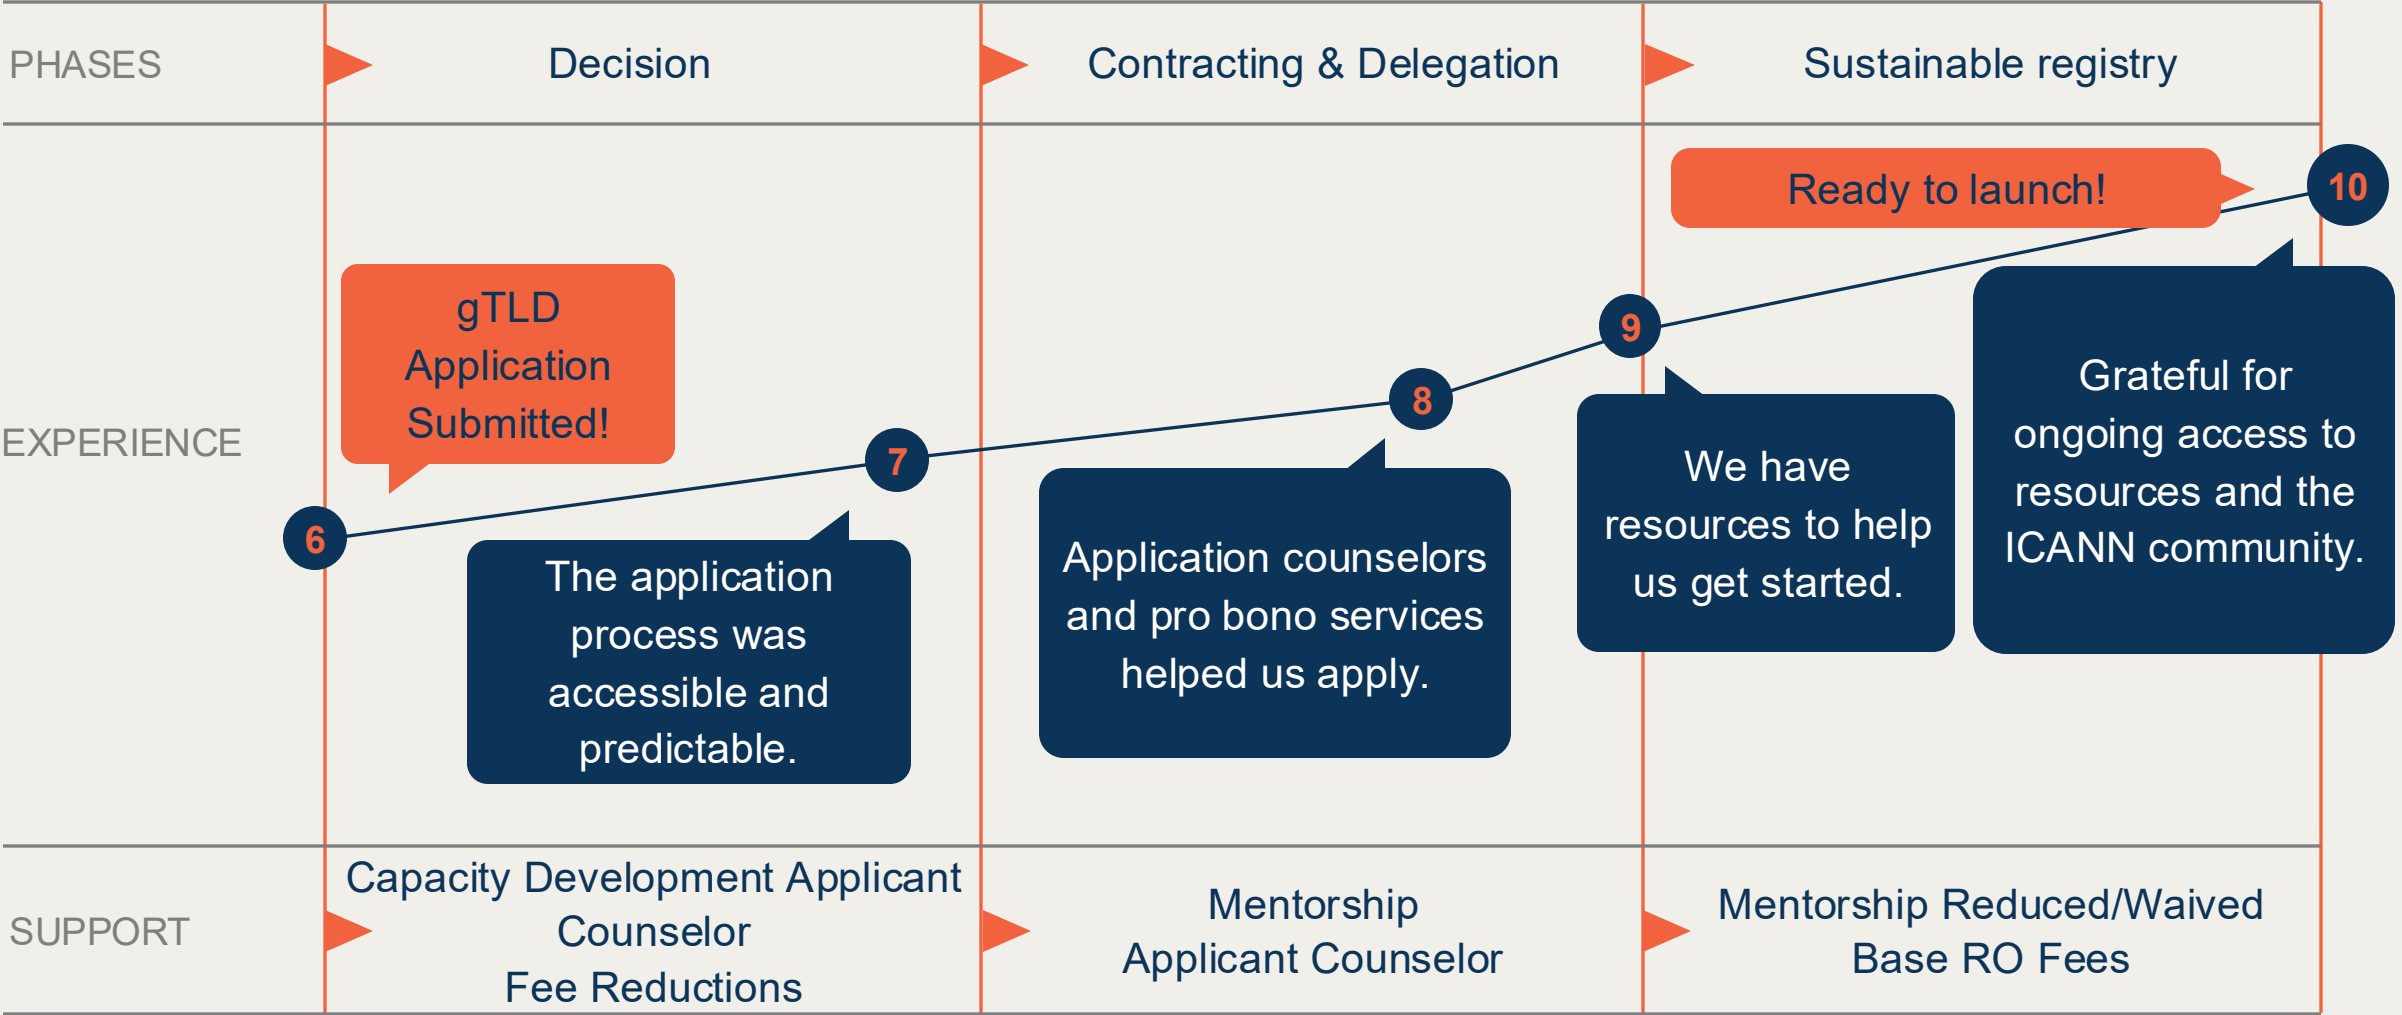 PHASES
Decision
Contracting & Delegation
Sustainable registry
EXPERIENCE
6
gTLD
Application
Submitted!
7
The application
process was
accessible and
predictable.
8
Application counselors
and pro bono services
helped us apply.
9
We have
resources to help
us get started.
Ready to launch!
10
Grateful for
ongoing access to
resources and the
ICANN community.
SUPPORT
Capacity Development Applicant
Counselor
Fee Reductions
Mentorship
Applicant Counselor
Mentorship Reduced/Waived
Base RO Fees